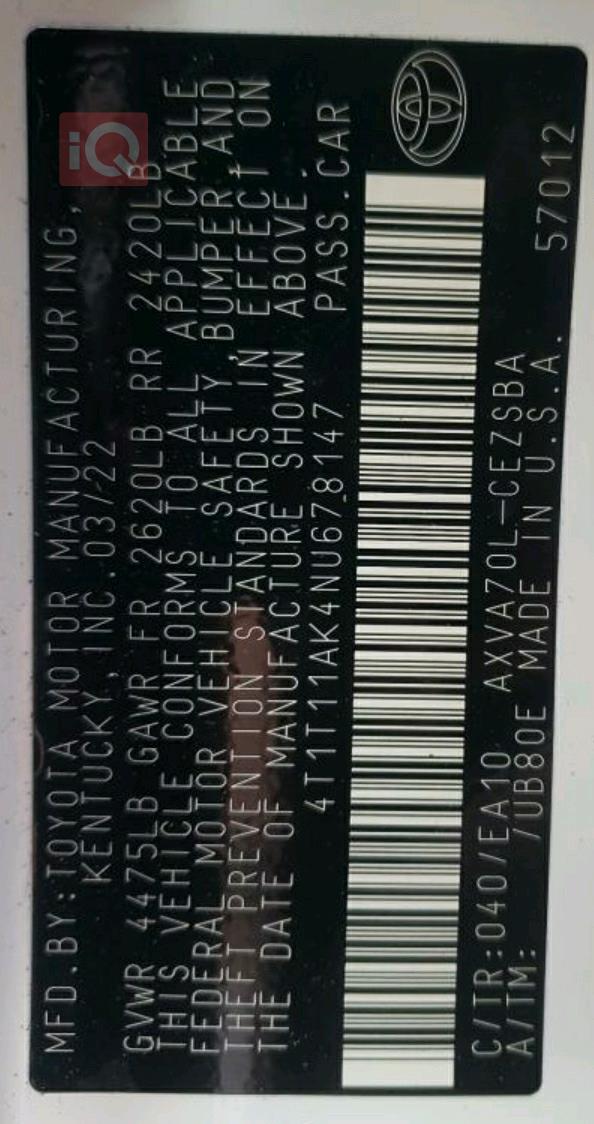 MFD.BY:TOYOTA MOTOR MANUFACTURING,
KENTUCKY, INC. 03/22
GVWR 4475LB GAWR FR 2620LB RR 2420LB
THIS VEHICLE CONFORMS TO ALL APPLICABLE
FEDERAL MOTOR VEHICLE SAFETY, BUMPER AND
THEFT PREVENTION STANDARDS IN EFFECT ON
THE DATE OF MANUFACTURE SHOWN ABOVE.
4T1T11AK4NU678147 PASS.CAR
C/TR:040/EA10 AXVA70L-CEZSBA
A/TM: /UB80E MADE IN U.S.A. 57012
iQ